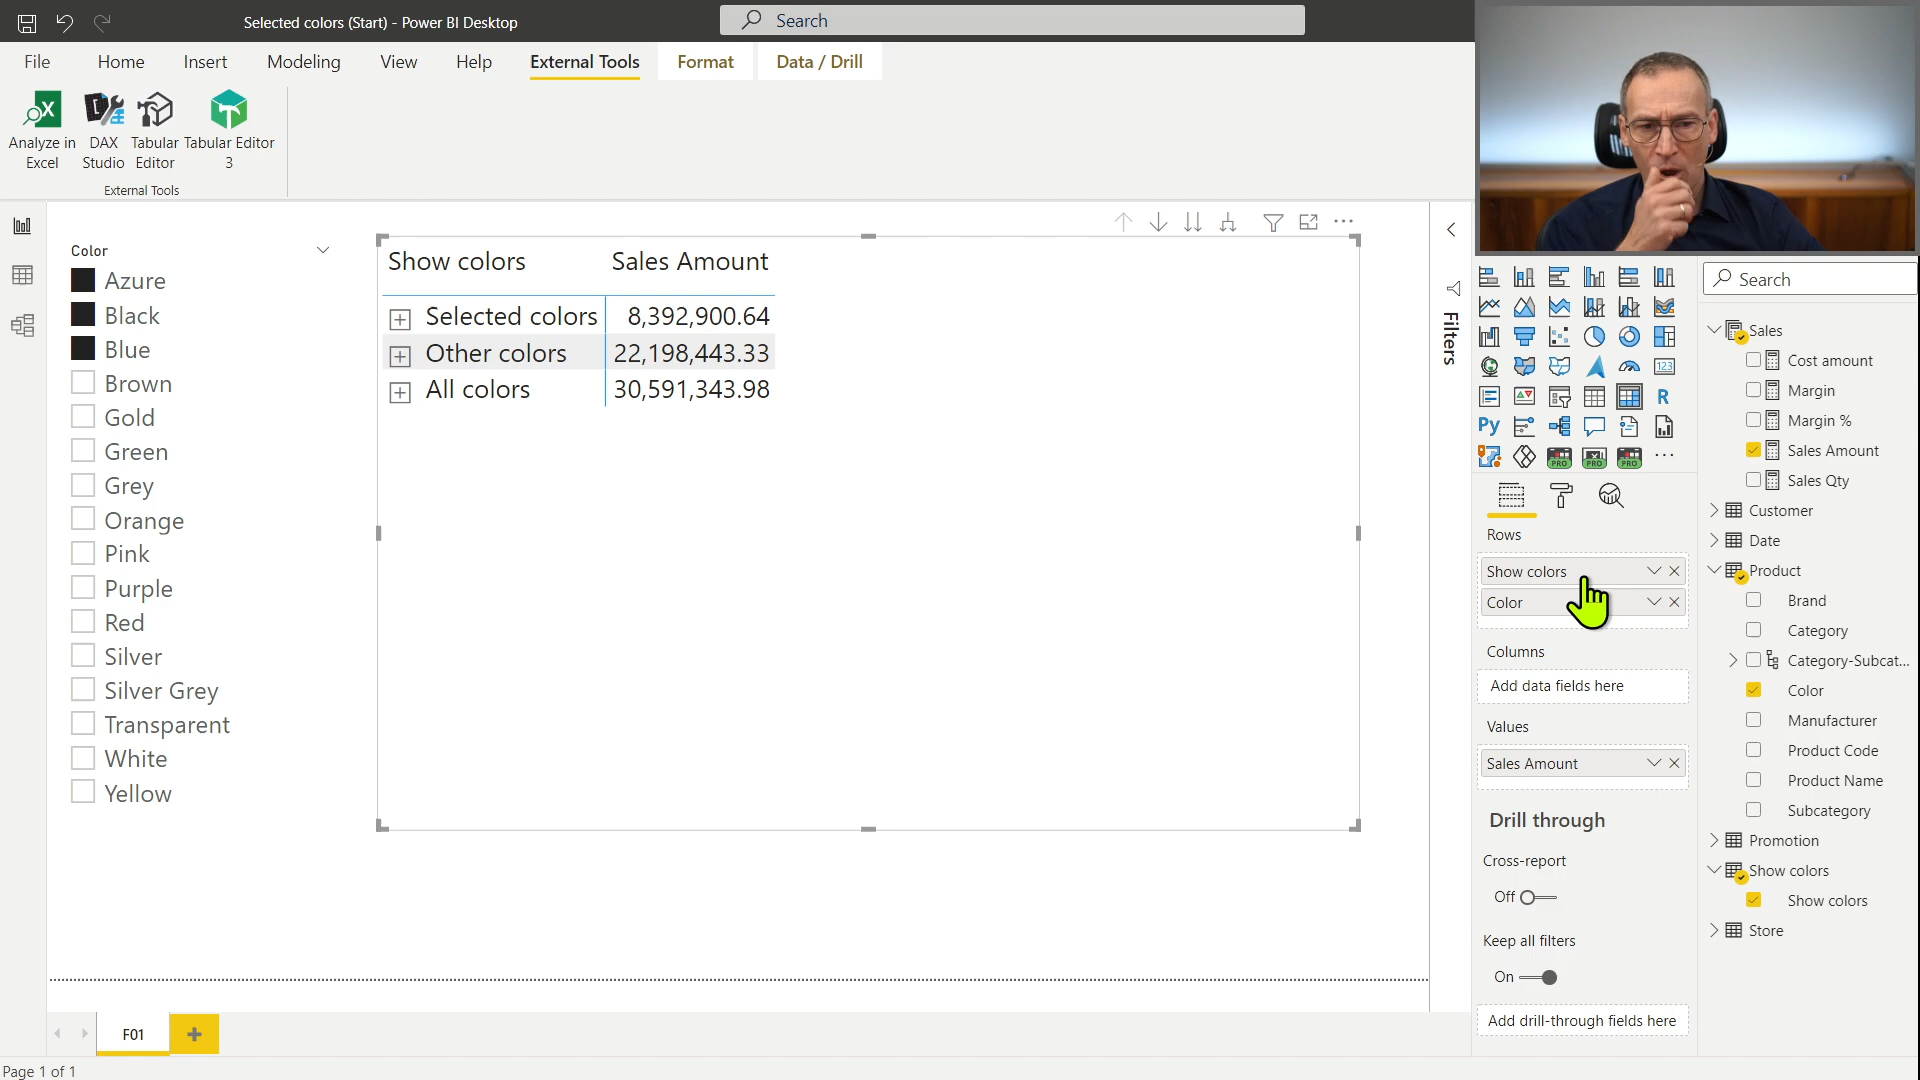 Selected colors (Start) - Power BI Desktop
Search
File Home Insert Modeling View Help External Tools Format Data / Drill
Analyze in Excel
DAX Studio
Tabular Editor
Tabular Editor 3
External Tools
Color
Azure
Black
Blue
Brown
Gold
Green
Grey
Orange
Pink
Purple
Red
Silver
Silver Grey
Transparent
White
Yellow
Show colors Sales Amount
Selected colors 8,392,900.64
Other colors 22,198,443.33
All colors 30,591,343.98
Filters
123
R
Py
PRO
PRO
PRO
Rows
Show colors
Color
Columns
Add data fields here
Values
Sales Amount
Drill through
Cross-report
Off
Keep all filters
On
Add drill-through fields here
Search
Sales
Cost amount
Margin
Margin %
Sales Amount
Sales Qty
Customer
Date
Product
Brand
Category
Category-Subcat...
Color
Manufacturer
Product Code
Product Name
Subcategory
Promotion
Show colors
Show colors
Store
F01
Page 1 of 1